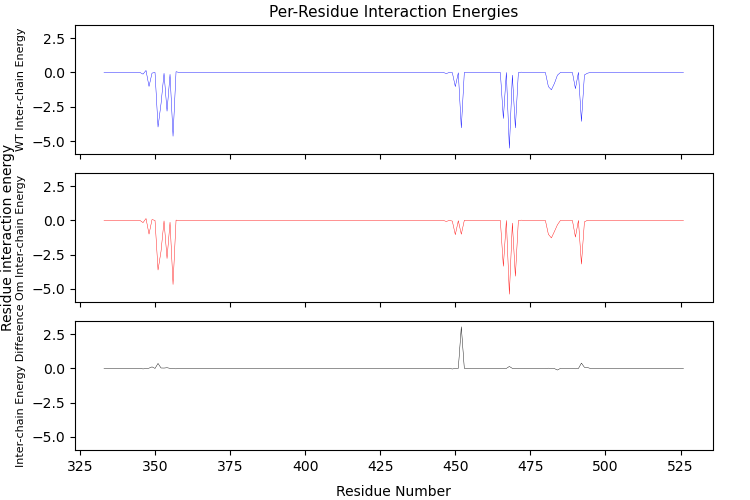 Per-Residue Interaction Energies
WT Inter-chain Energy
2.5
0.0
−2.5
−5.0
Residue interaction energy
Om Inter-chain Energy
2.5
0.0
−2.5
−5.0
Inter-chain Energy Difference
2.5
0.0
−2.5
−5.0
325 350 375 400 425 450 475 500 525
Residue Number